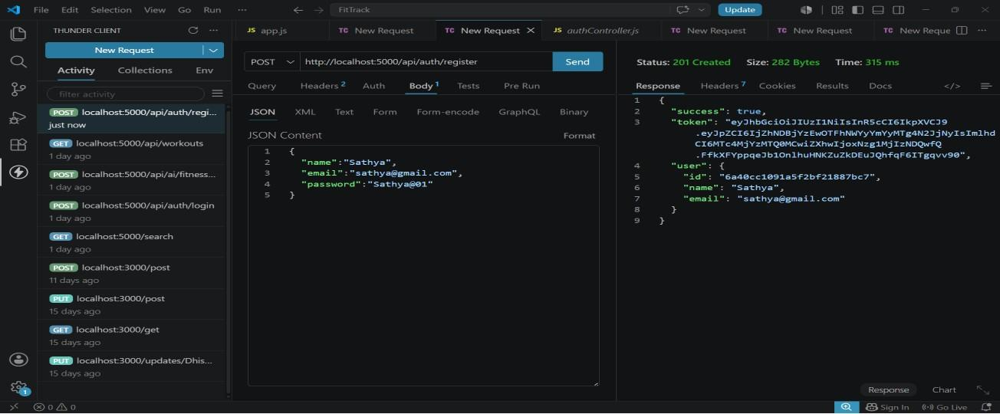 File Edit Selection View Go Run ··· FitTrack Update
THUNDER CLIENT ···
JS app.js TC New Request TC New Request JS authController.js TC New Request TC New Request TC New Reque ···
New Request
Activity Collections Env
filter activity
POST localhost:5000/api/auth/regi...
just now
GET localhost:5000/api/workouts
1 day ago
POST localhost:5000/api/ai/fitness...
1 day ago
POST localhost:5000/api/auth/login
1 day ago
GET localhost:5000/search
1 day ago
POST localhost:3000/post
11 days ago
PUT localhost:3000/post
15 days ago
GET localhost:3000/get
15 days ago
PUT localhost:3000/updates/Dhis...
15 days ago
POST http://localhost:5000/api/auth/register Send
Query Headers 2 Auth Body 1 Tests Pre Run
JSON XML Text Form Form-encode GraphQL Binary
JSON Content Format
1 {
2 "name":"Sathya",
3 "email":"sathya@gmail.com",
4 "password":"Sathya@01"
5 }
Status: 201 Created Size: 282 Bytes Time: 315 ms
Response Headers 7 Cookies Results Docs </>
1 {
2 "success": true,
3 "token": "eyJhbGciOiJIUzI1NiIsInR5cCI6IkpXVCJ9
.eyJpZCI6IjZhNDBjYzEwOTFhNWYyYmYyMTg4N2JjNyIsImlhd
CI6MTc4MjYzMTQ0MCwiZXhwIjoxNzg1MjIzNDQwfQ
.FfkXFYppqeJb1OnlhuHNKZuZkDEuJQhfqF6ITgqvv90",
4 "user": {
5 "id": "6a40cc1091a5f2bf21887bc7",
6 "name": "Sathya",
7 "email": "sathya@gmail.com"
8 }
9 }
Response Chart
1
0 0 Sign In Go Live